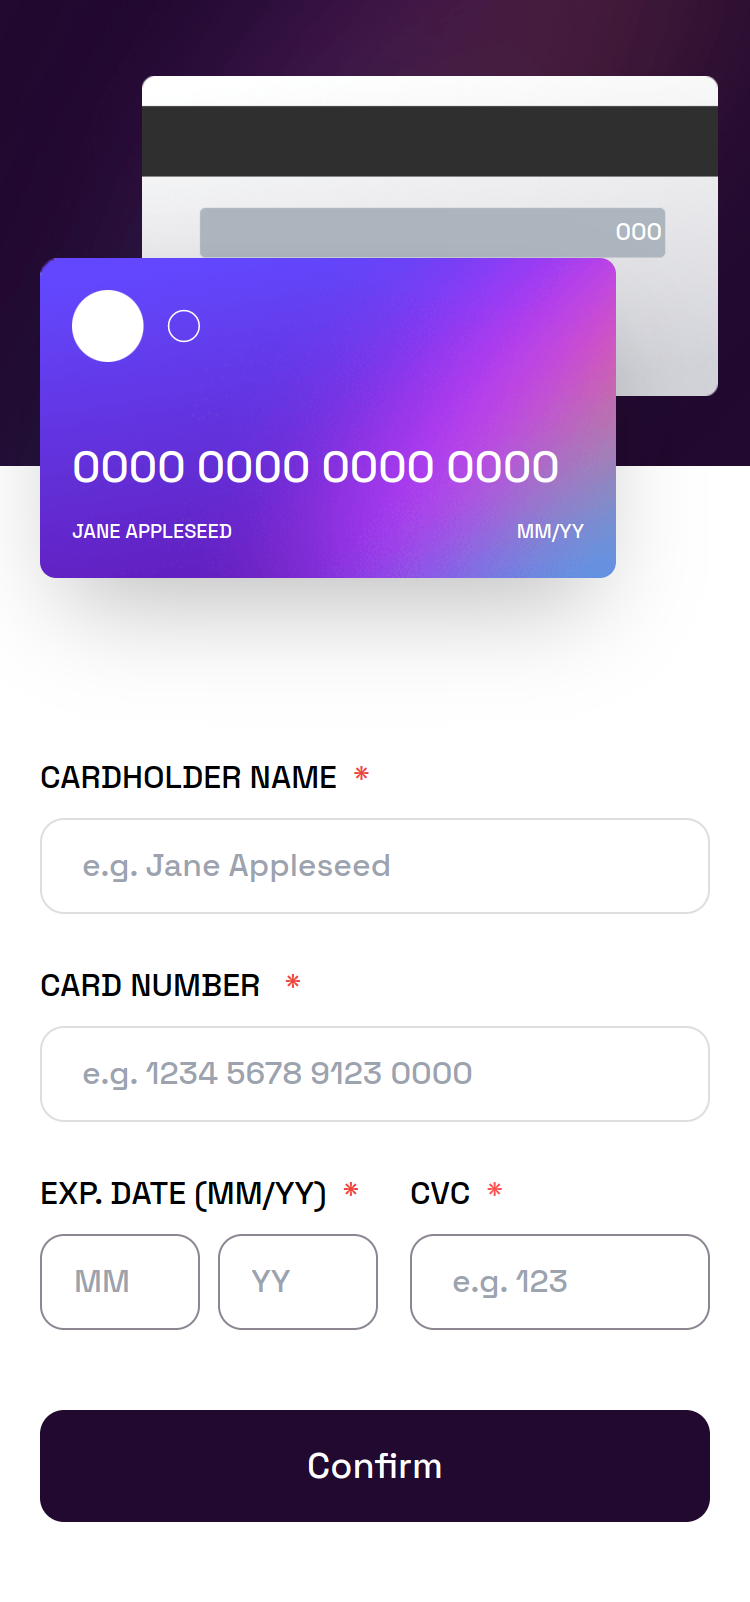 000
0000 0000 0000 0000
JANE APPLESEED MM/YY
CARDHOLDER NAME *
e.g. Jane Appleseed
CARD NUMBER *
e.g. 1234 5678 9123 0000
EXP. DATE (MM/YY) * CVC *
MM YY e.g. 123
Confirm